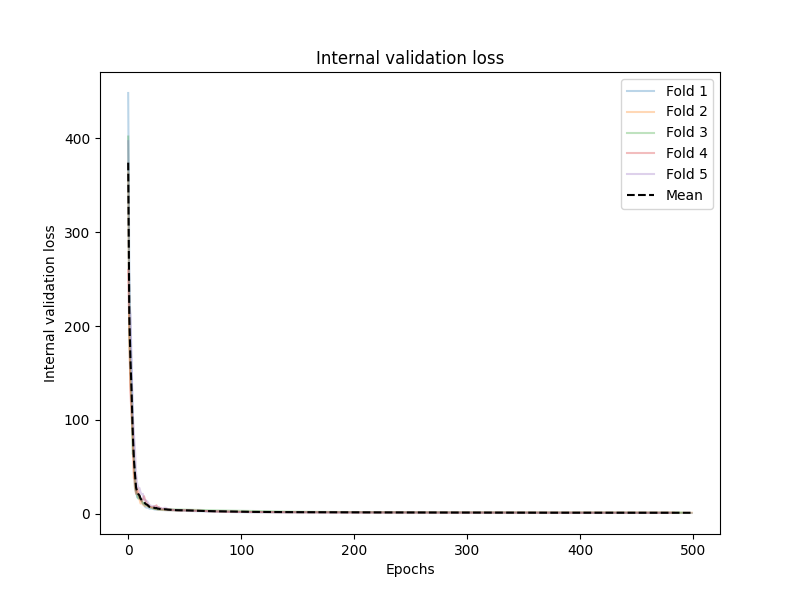 Internal validation loss
Fold 1
Fold 2
Fold 3
Fold 4
Fold 5
Mean
400
300
200
100
0
Internal validation loss
0 100 200 300 400 500
Epochs